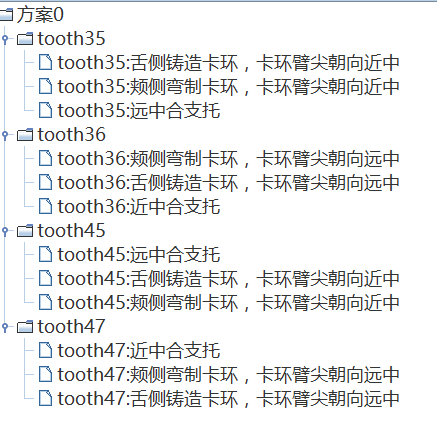 方案0
tooth35
tooth35:舌侧铸造卡环，卡环臂尖朝向近中
tooth35:颊侧弯制卡环，卡环臂尖朝向近中
tooth35:远中合支托
tooth36
tooth36:颊侧弯制卡环，卡环臂尖朝向远中
tooth36:舌侧铸造卡环，卡环臂尖朝向远中
tooth36:近中合支托
tooth45
tooth45:远中合支托
tooth45:舌侧铸造卡环，卡环臂尖朝向近中
tooth45:颊侧弯制卡环，卡环臂尖朝向近中
tooth47
tooth47:近中合支托
tooth47:颊侧弯制卡环，卡环臂尖朝向远中
tooth47:舌侧铸造卡环，卡环臂尖朝向远中